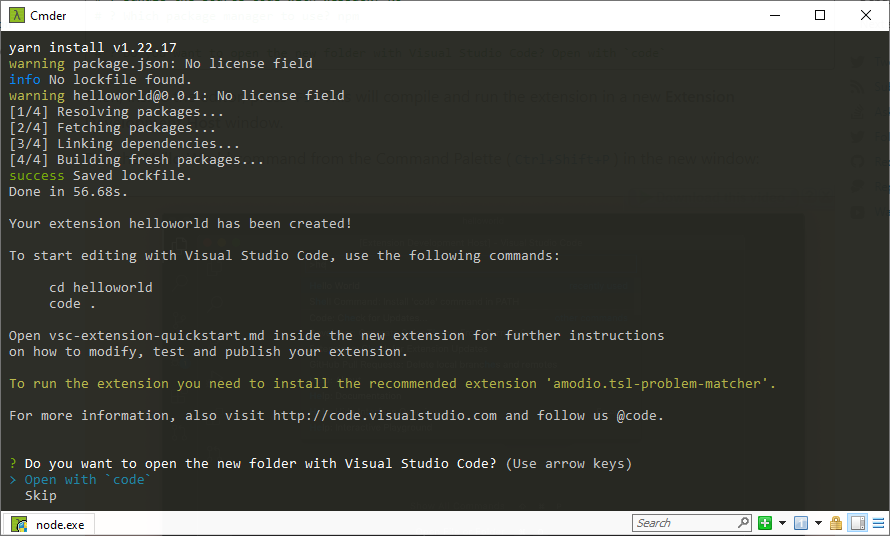 Cmder
yarn install v1.22.17
warning package.json: No license field
info No lockfile found.
warning helloworld@0.0.1: No license field
[1/4] Resolving packages...
[2/4] Fetching packages...
[3/4] Linking dependencies...
[4/4] Building fresh packages...
success Saved lockfile.
Done in 56.68s.
Your extension helloworld has been created!
To start editing with Visual Studio Code, use the following commands:
cd helloworld
code .
Open vsc-extension-quickstart.md inside the new extension for further instructions
on how to modify, test and publish your extension.
To run the extension you need to install the recommended extension 'amodio.tsl-problem-matcher'.
For more information, also visit http://code.visualstudio.com and follow us @code.
? Do you want to open the new folder with Visual Studio Code? (Use arrow keys)
> Open with `code`
Skip
node.exe
Search